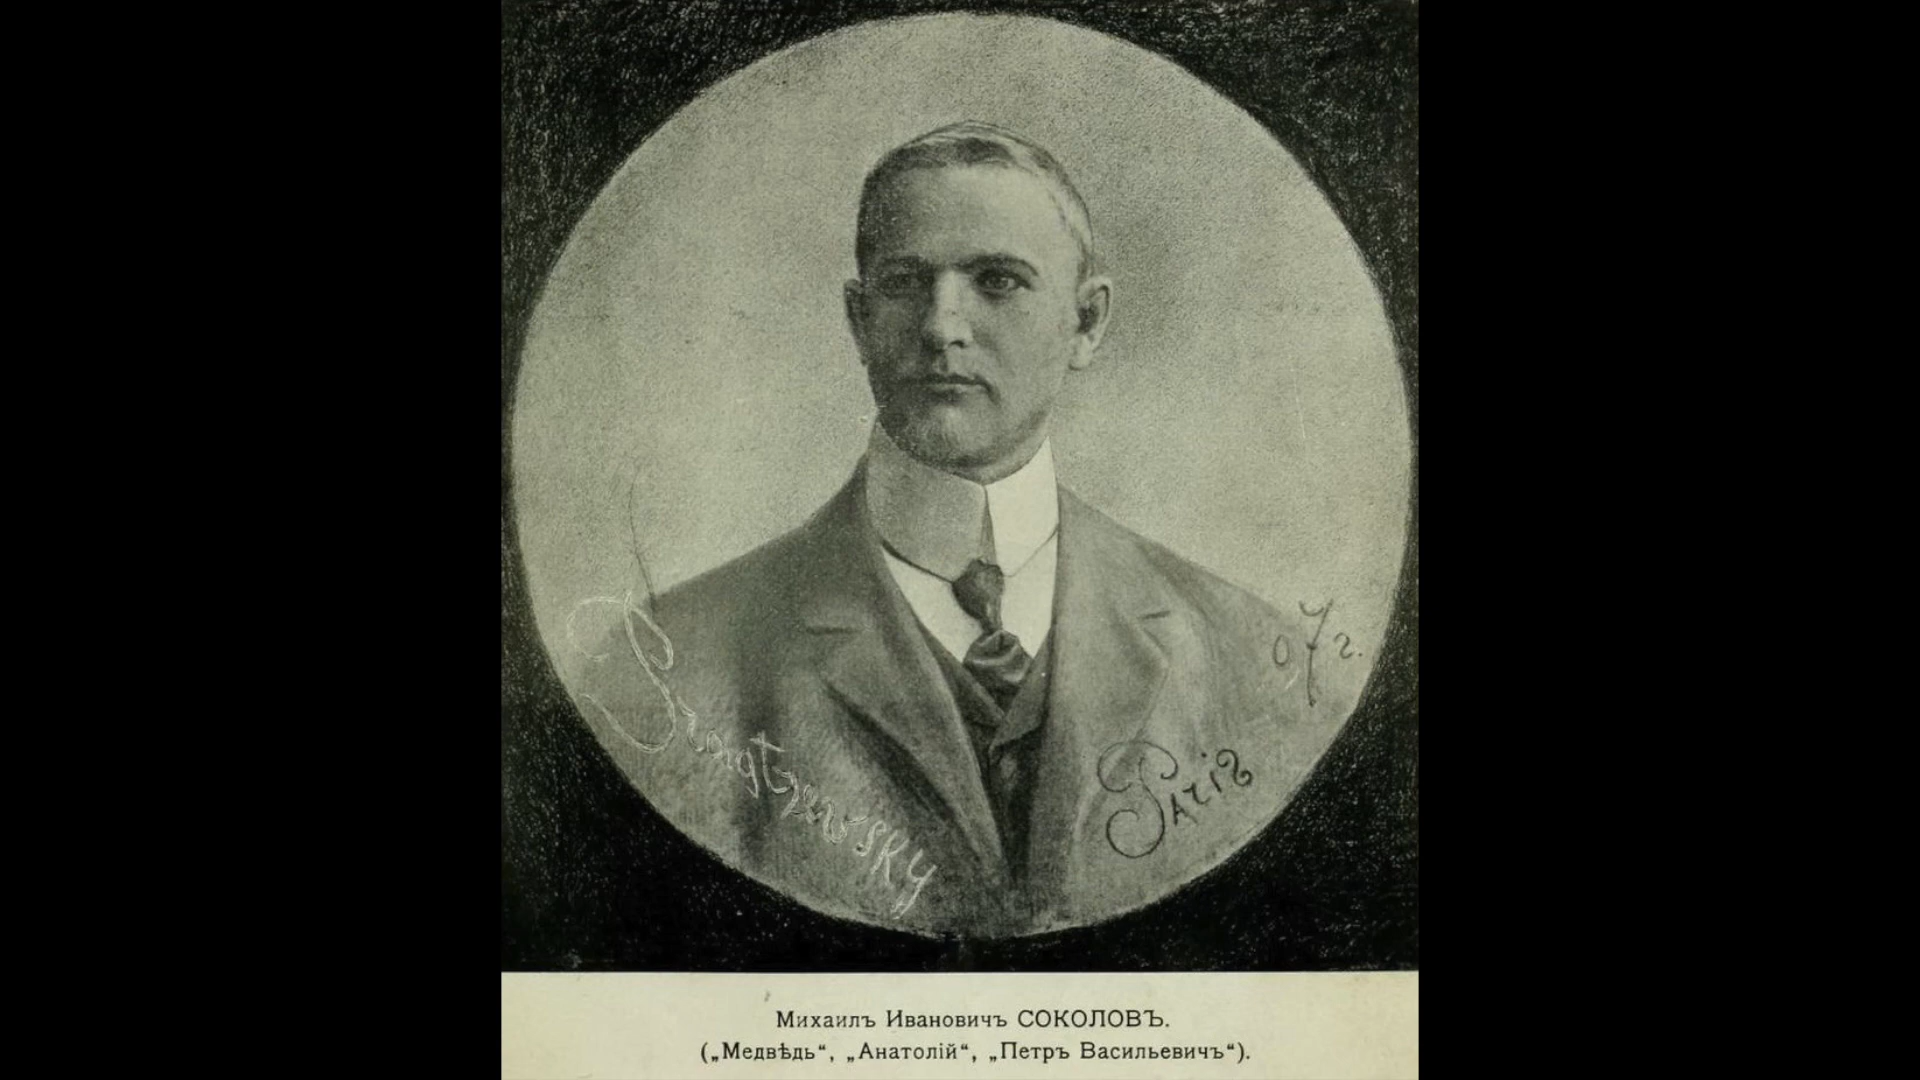 07 г.
Paris
Михаилъ Ивановичъ СОКОЛОВЪ.
(„Медвѣдь“, „Анатолій“, „Петръ Васильевичъ“).